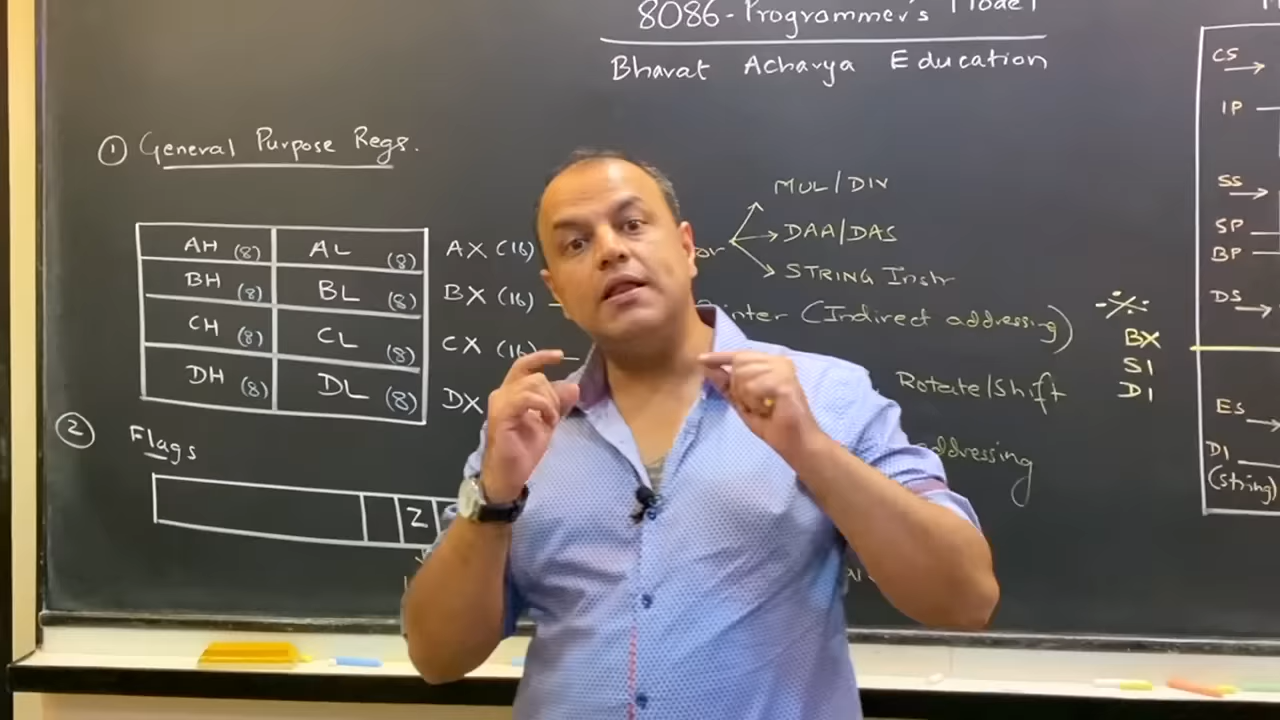 8086-Programmer's Model
Bharat Acharya Education
① General Purpose Regs.
AH (8) AL (8) AX (16)
BH (8) BL (8) BX (16)
CH (8) CL (8) CX (16)
DH (8) DL (8) DX
or
MUL/DIV
DAA/DAS
STRING Instr
inter (Indirect addressing)
Rotate/Shift
addressing
BX
SI
DI
② Flags
Z
CS
IP
SS
SP
BP
DS
ES
DI
(String)